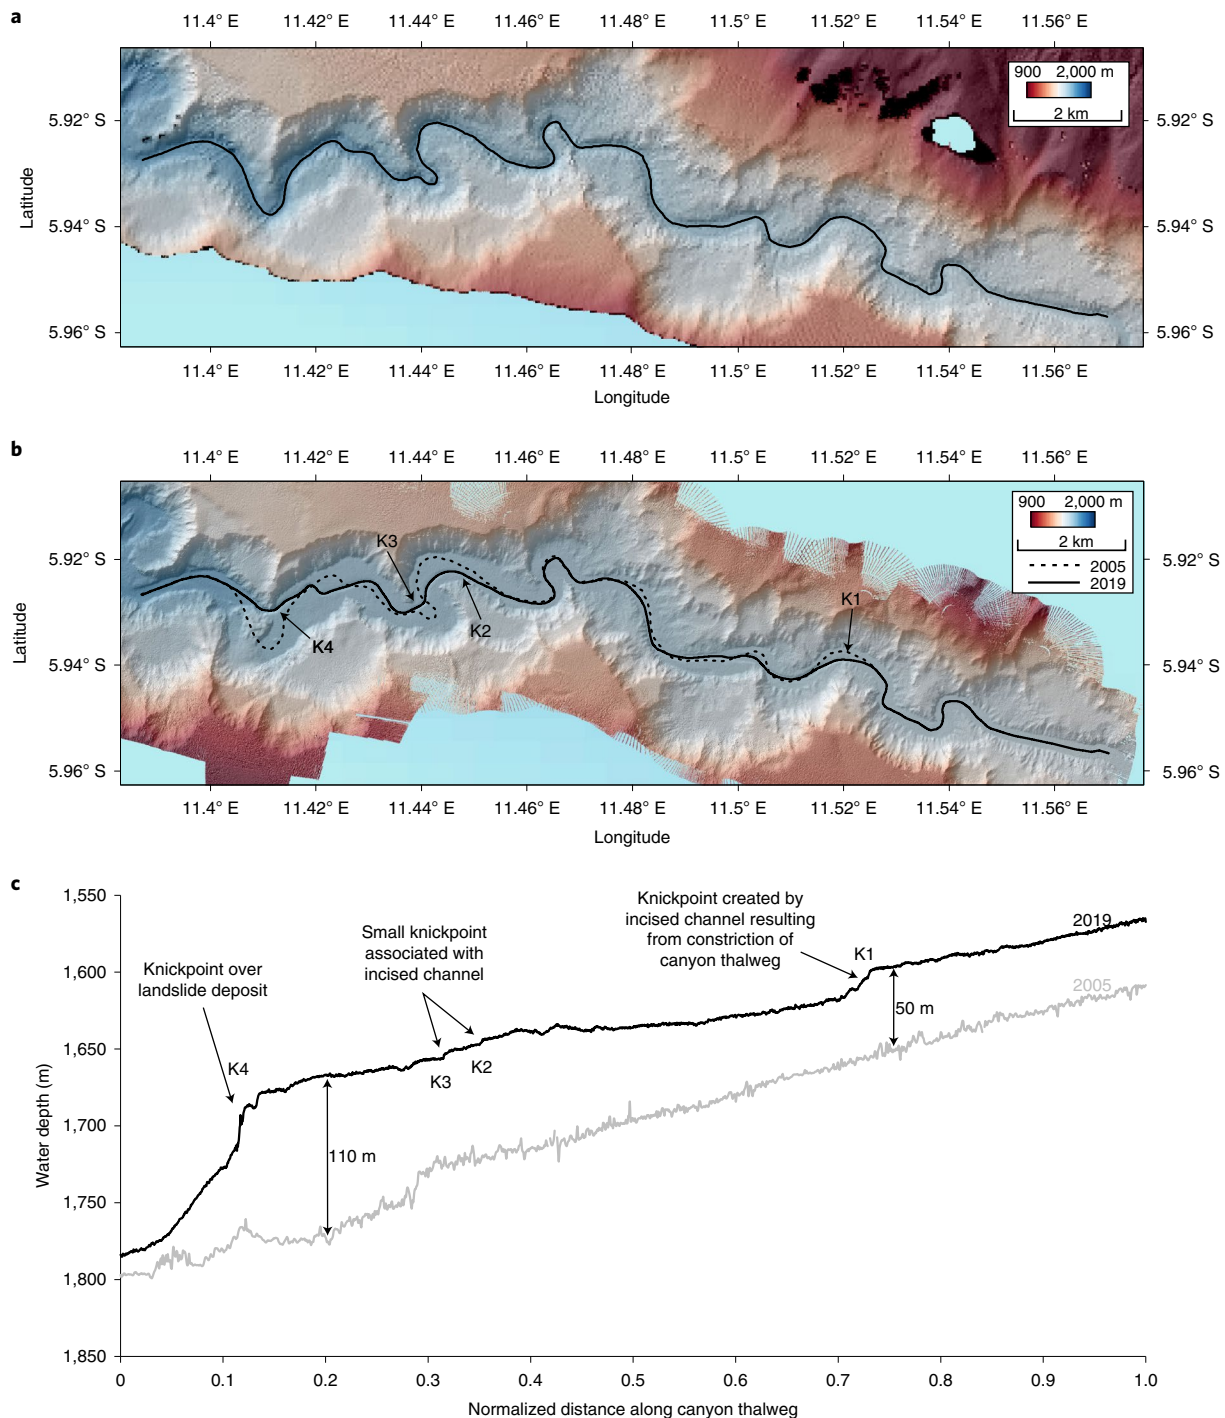 a
11.4° E 11.42° E 11.44° E 11.46° E 11.48° E 11.5° E 11.52° E 11.54° E 11.56° E
900 2,000 m
2 km
5.92° S 5.92° S
5.94° S 5.94° S
5.96° S 5.96° S
Latitude
11.4° E 11.42° E 11.44° E 11.46° E 11.48° E 11.5° E 11.52° E 11.54° E 11.56° E
Longitude
b
11.4° E 11.42° E 11.44° E 11.46° E 11.48° E 11.5° E 11.52° E 11.54° E 11.56° E
900 2,000 m
2 km
2005
2019
K3
K1
K2
K4
5.92° S 5.92° S
5.94° S 5.94° S
5.96° S 5.96° S
Latitude
11.4° E 11.42° E 11.44° E 11.46° E 11.48° E 11.5° E 11.52° E 11.54° E 11.56° E
Longitude
c
1,550
1,600
1,650
1,700
1,750
1,800
1,850
Water depth (m)
Knickpoint over
landslide deposit
K4
Small knickpoint
associated with
incised channel
K3
K2
Knickpoint created by
incised channel resulting
from constriction of
canyon thalweg
K1
2019
2005
50 m
110 m
0 0.1 0.2 0.3 0.4 0.5 0.6 0.7 0.8 0.9 1.0
Normalized distance along canyon thalweg